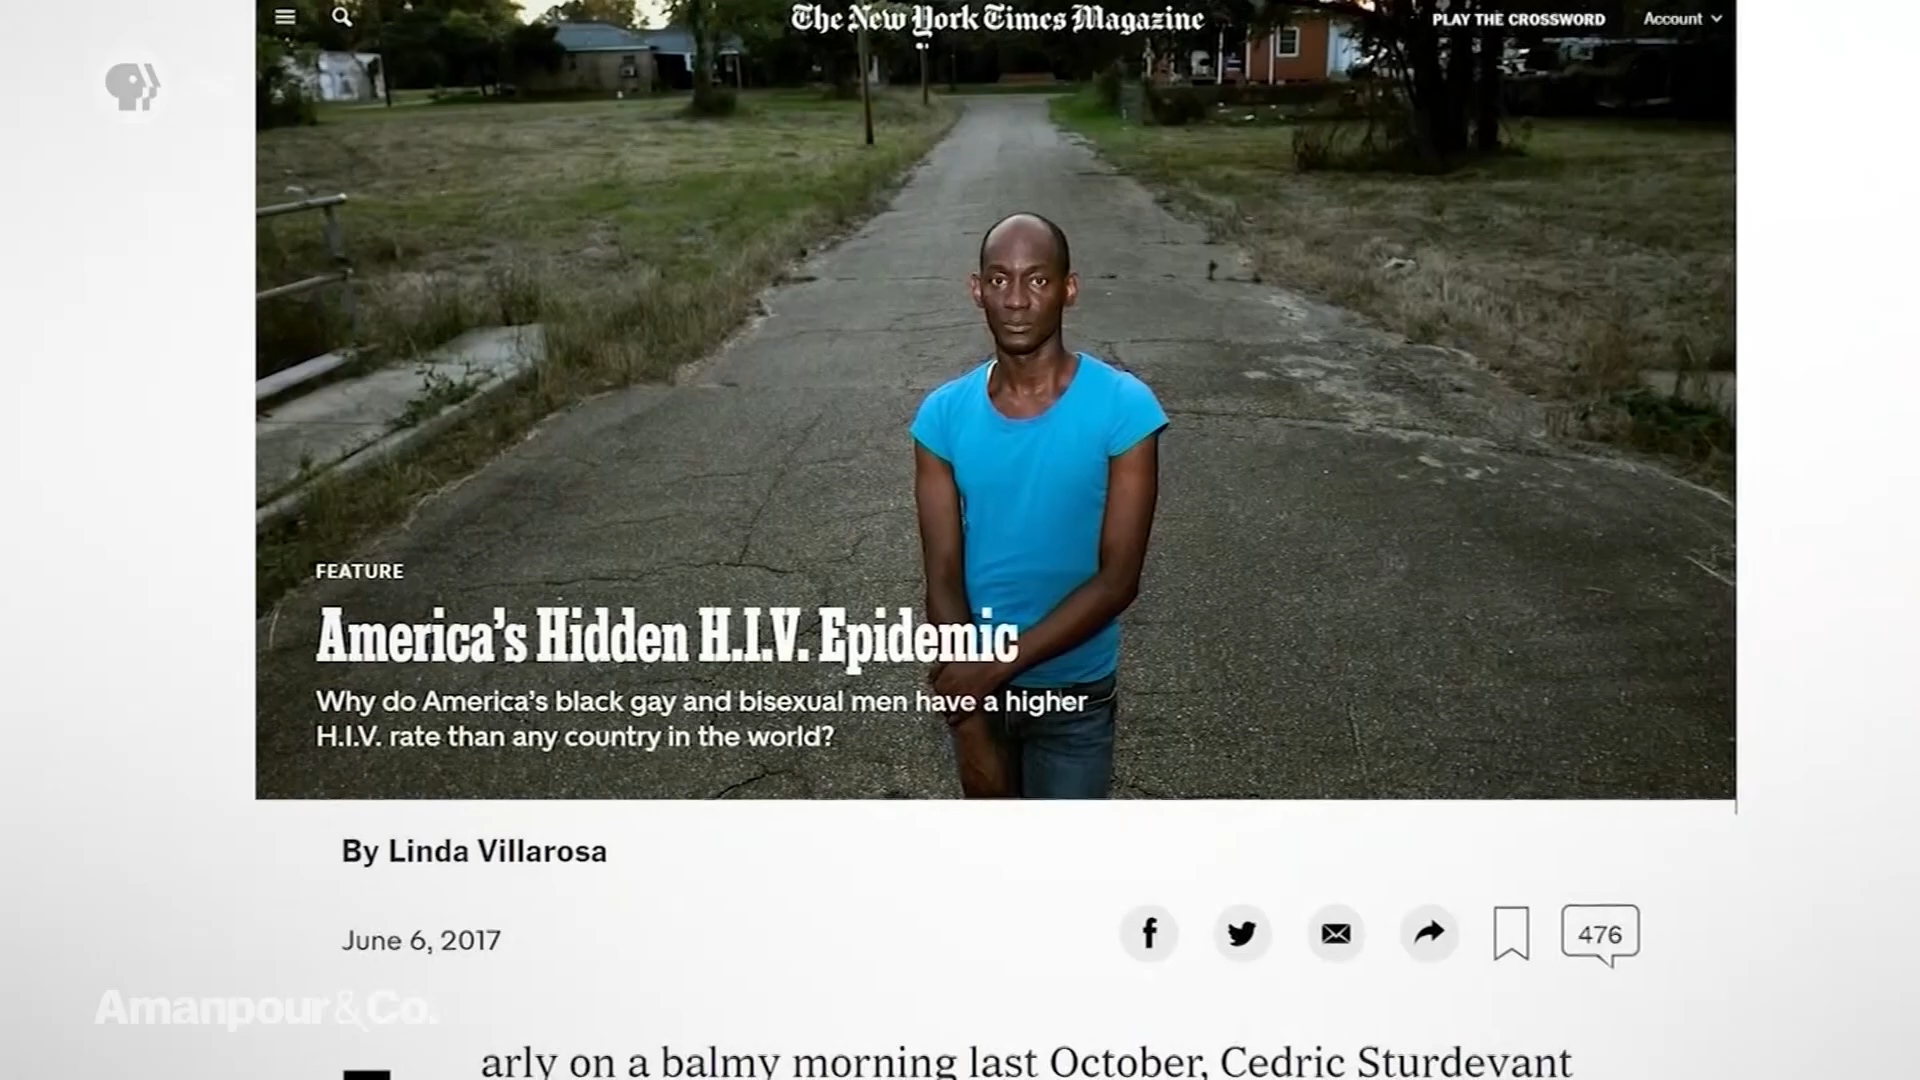 The New York Times Magazine
PLAY THE CROSSWORD
Account
FEATURE
America's Hidden H.I.V. Epidemic
Why do America's black gay and bisexual men have a higher
H.I.V. rate than any country in the world?
By Linda Villarosa
June 6, 2017
476
Amanpour&Co.
arly on a balmy morning last October, Cedric Sturdevant